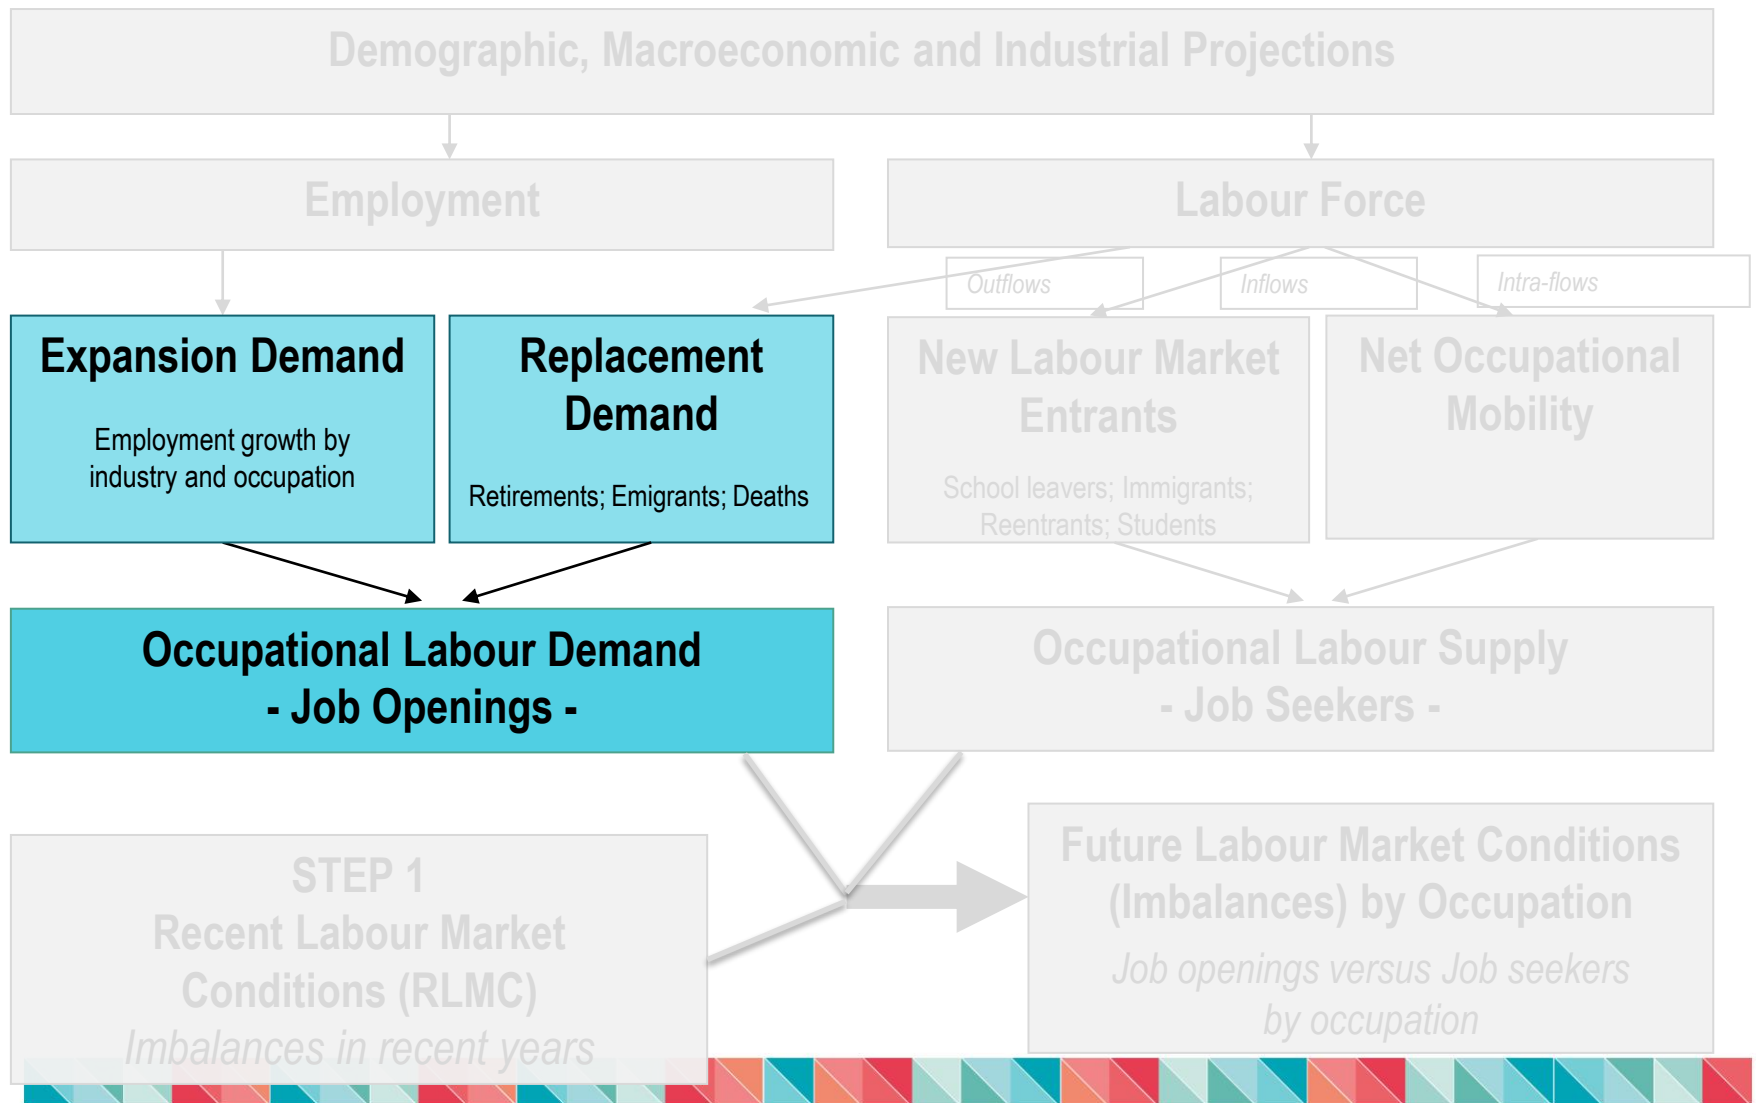 Demographic, Macroeconomic and Industrial Projections
Employment
Labour Force
Outflows
Inflows
Intra-flows
Expansion Demand
Employment growth by
industry and occupation
Replacement
Demand
Retirements; Emigrants; Deaths
New Labour Market
Entrants
School leavers; Immigrants;
Reentrants; Students
Net Occupational
Mobility
Occupational Labour Demand
- Job Openings -
Occupational Labour Supply
- Job Seekers -
STEP 1
Recent Labour Market
Conditions (RLMC)
Imbalances in recent years
Future Labour Market Conditions
(Imbalances) by Occupation
Job openings versus Job seekers
by occupation